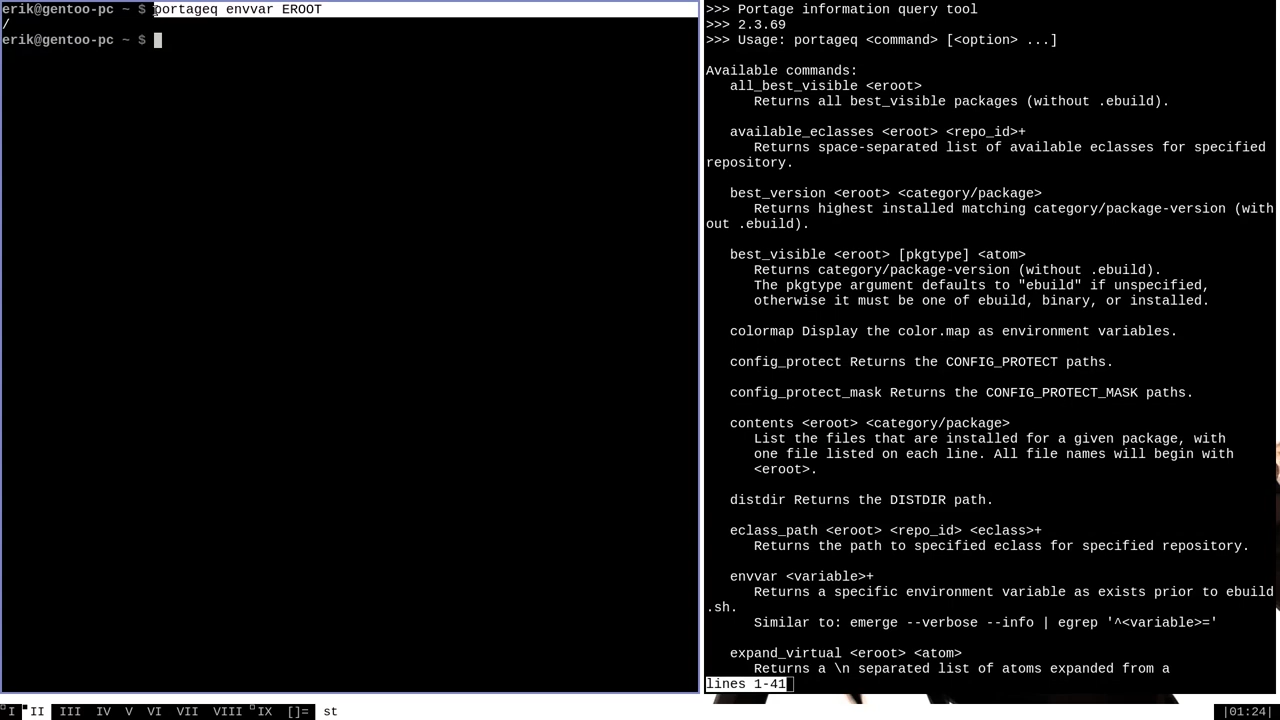 erik@gentoo-pc ~ $ portageq envvar EROOT
/
erik@gentoo-pc ~ $
>>> Portage information query tool
>>> 2.3.69
>>> Usage: portageq <command> [<option> ...]
Available commands:
all_best_visible <eroot>
Returns all best_visible packages (without .ebuild).
available_eclasses <eroot> <repo_id>+
Returns space-separated list of available eclasses for specified
repository.
best_version <eroot> <category/package>
Returns highest installed matching category/package-version (with
out .ebuild).
best_visible <eroot> [pkgtype] <atom>
Returns category/package-version (without .ebuild).
The pkgtype argument defaults to "ebuild" if unspecified,
otherwise it must be one of ebuild, binary, or installed.
colormap Display the color.map as environment variables.
config_protect Returns the CONFIG_PROTECT paths.
config_protect_mask Returns the CONFIG_PROTECT_MASK paths.
contents <eroot> <category/package>
List the files that are installed for a given package, with
one file listed on each line. All file names will begin with
<eroot>.
distdir Returns the DISTDIR path.
eclass_path <eroot> <repo_id> <eclass>+
Returns the path to specified eclass for specified repository.
envvar <variable>+
Returns a specific environment variable as exists prior to ebuild
.sh.
Similar to: emerge --verbose --info | egrep '^<variable>='
expand_virtual <eroot> <atom>
Returns a \n separated list of atoms expanded from a
lines 1-41
I II III IV V VI VII VIII IX []= st
|01:24|